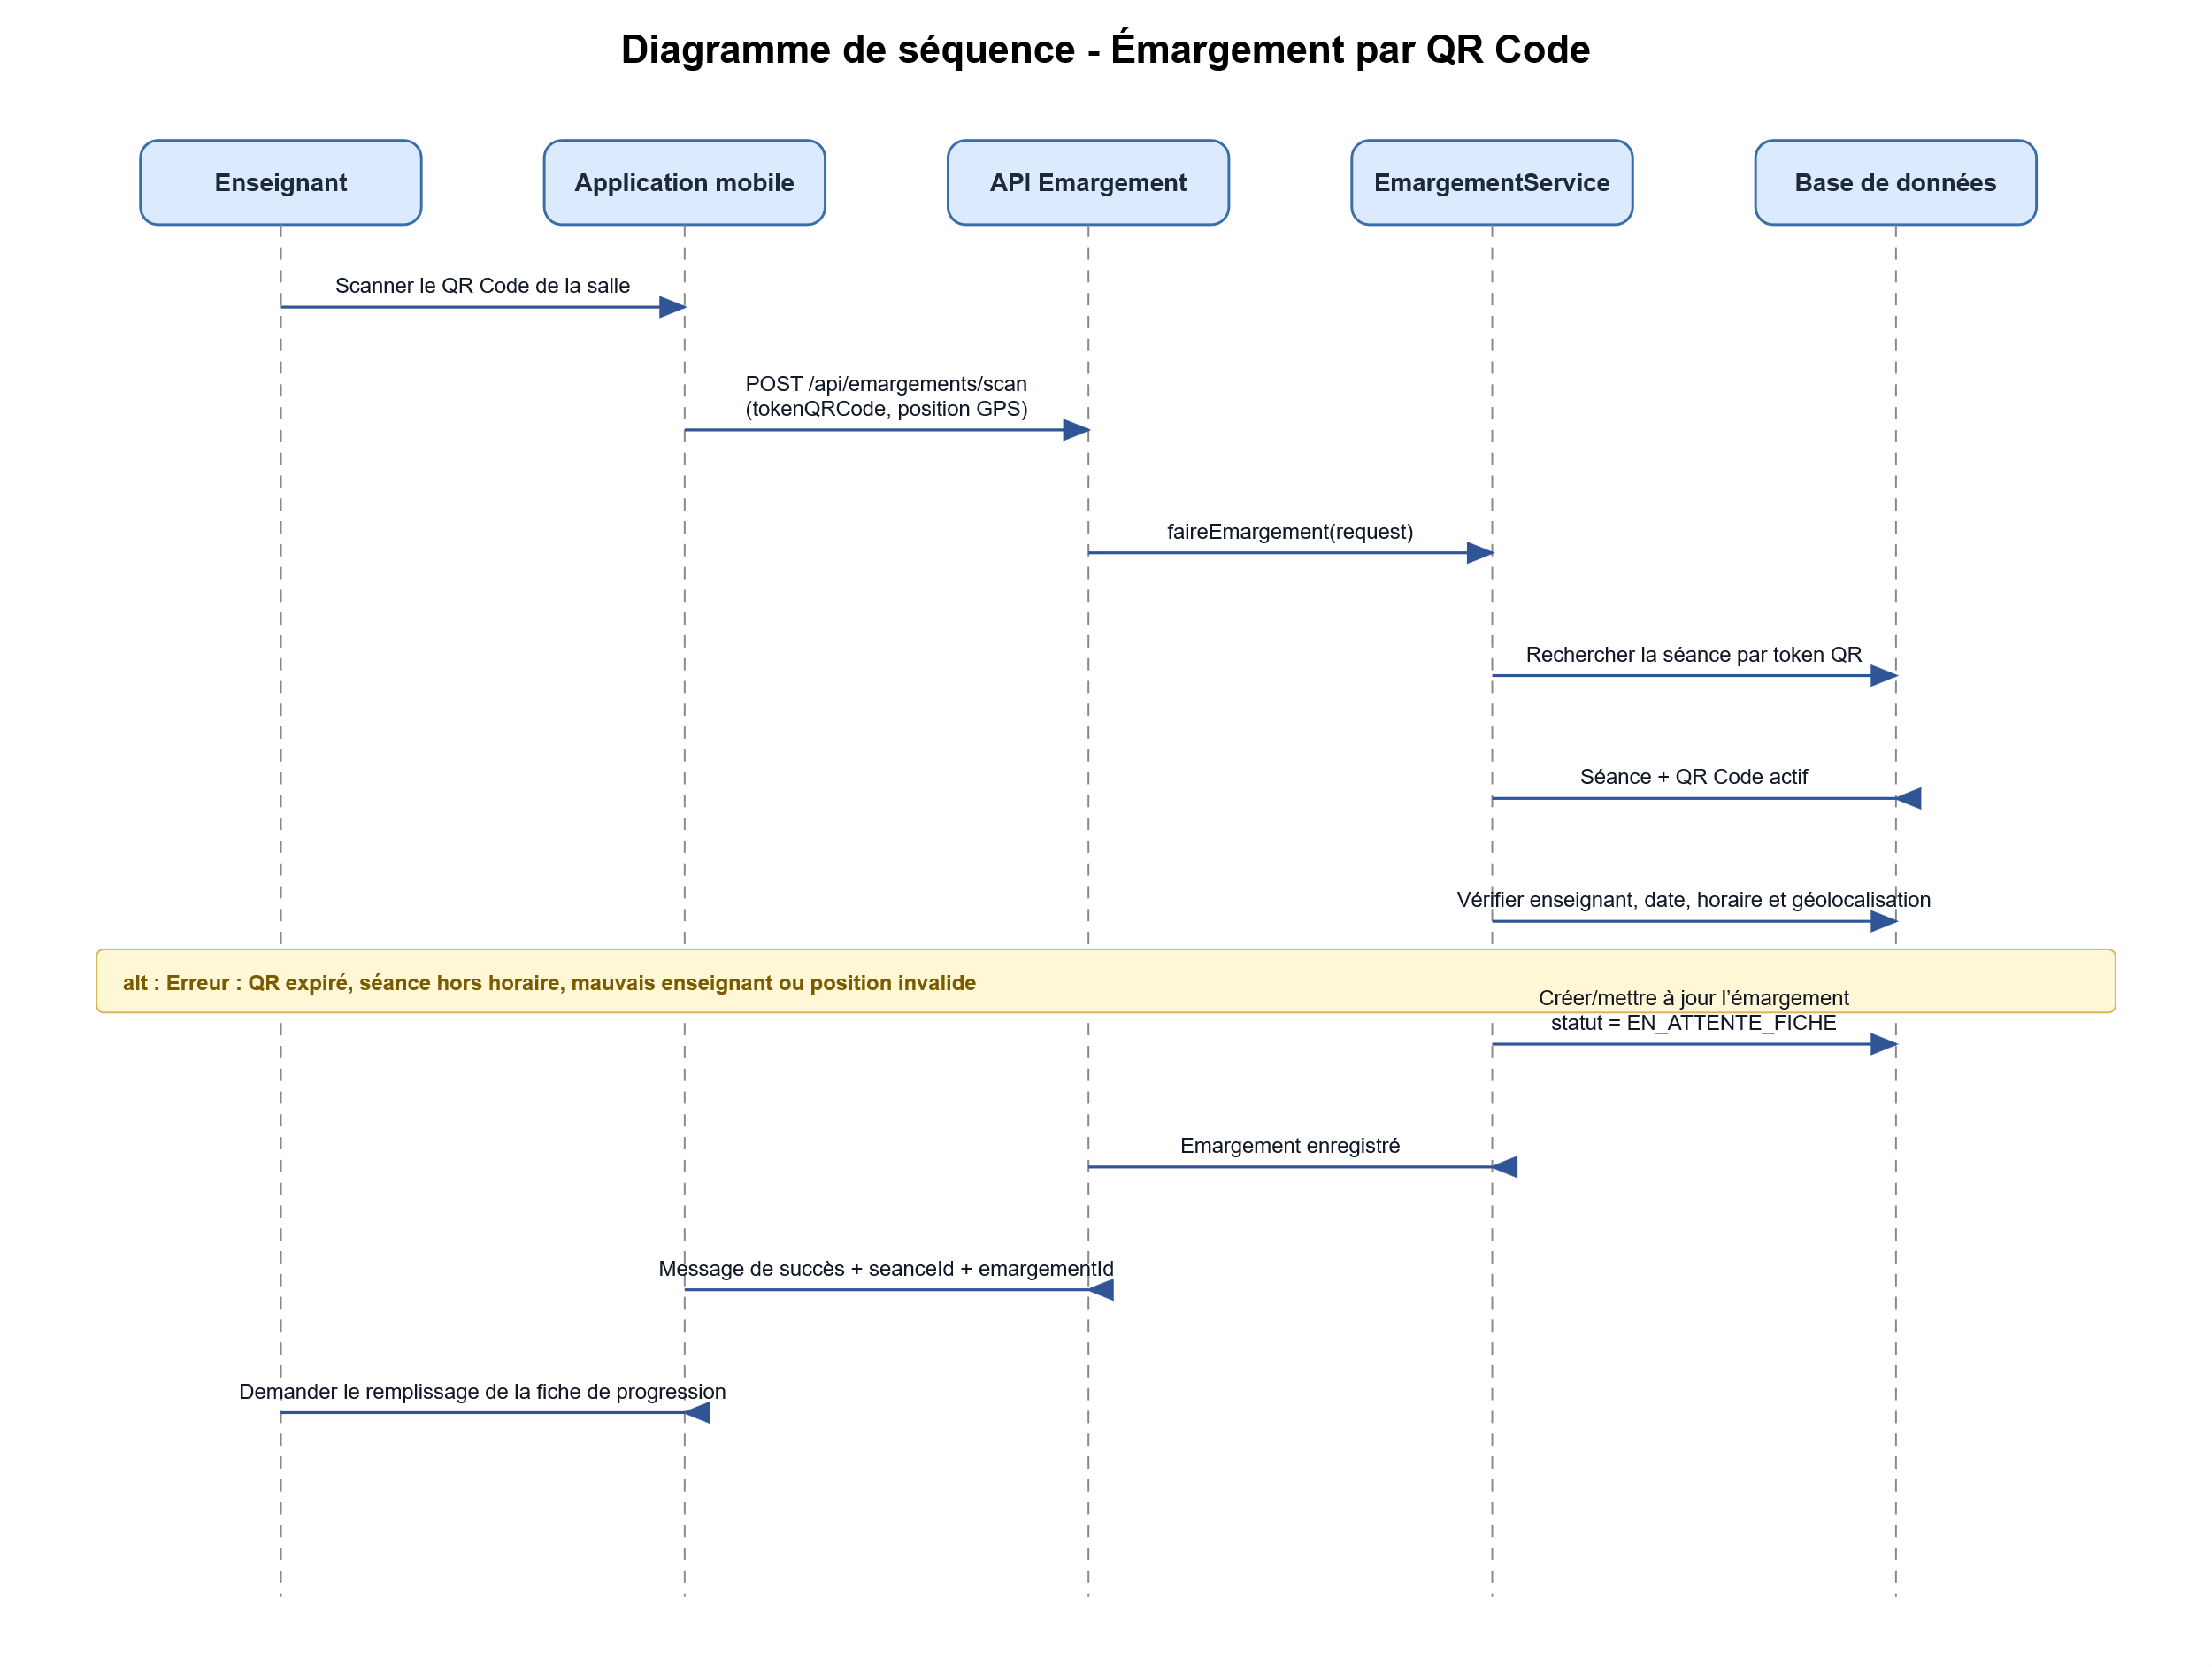 Diagramme de séquence - Émargement par QR Code
Enseignant
Application mobile
API Emargement
EmargementService
Base de données
Scanner le QR Code de la salle
POST /api/emargements/scan
(tokenQRCode, position GPS)
faireEmargement(request)
Rechercher la séance par token QR
Séance + QR Code actif
Vérifier enseignant, date, horaire et géolocalisation
alt : Erreur : QR expiré, séance hors horaire, mauvais enseignant ou position invalide
Créer/mettre à jour l’émargement
statut = EN_ATTENTE_FICHE
Emargement enregistré
Message de succès + seanceId + emargementId
Demander le remplissage de la fiche de progression